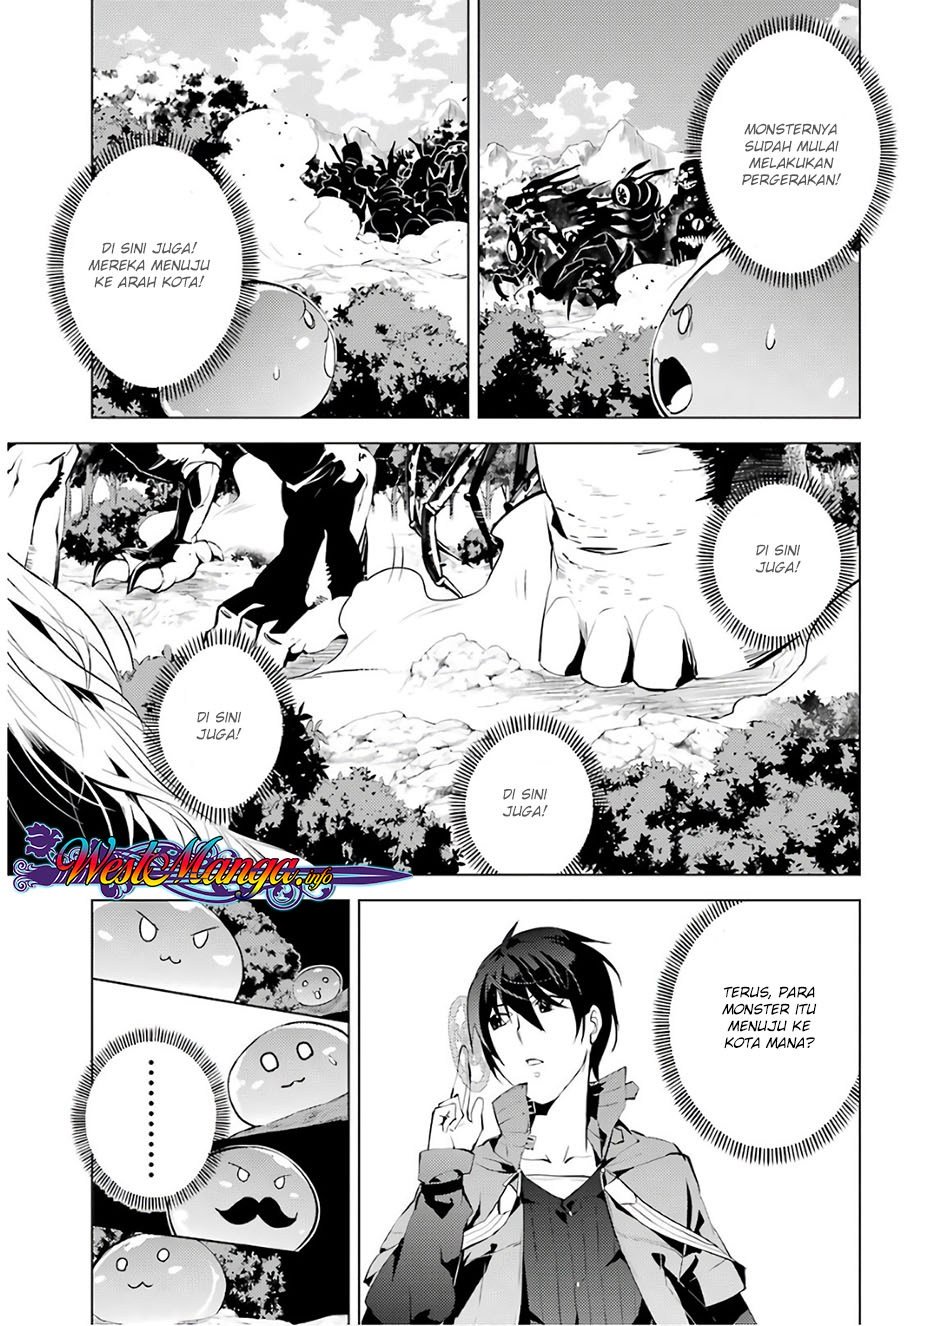 MONSTERNYA
SUDAH MULAI
MELAKUKAN
PERGERAKAN!
DI SINI JUGA!
MEREKA MENUJU
KE ARAH KOTA!
DI SINI
JUGA!
DI SINI
JUGA!
DI SINI
JUGA!
WestManga.info
TERUS, PARA
MONSTER ITU
MENUJU KE
KOTA MANA?
..........